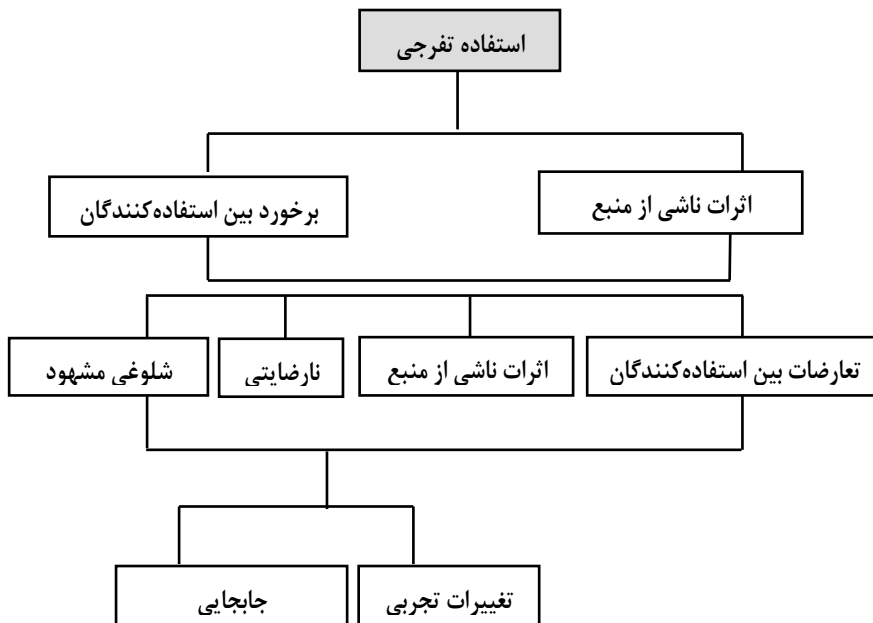 استفاده تفرجی
اثرات ناشی از منبع
برخورد بین استفاده‌کنندگان
تعارضات بین استفاده‌کنندگان
اثرات ناشی از منبع
نارضایتی
شلوغی مشهود
تغییرات تجربی
جابجایی